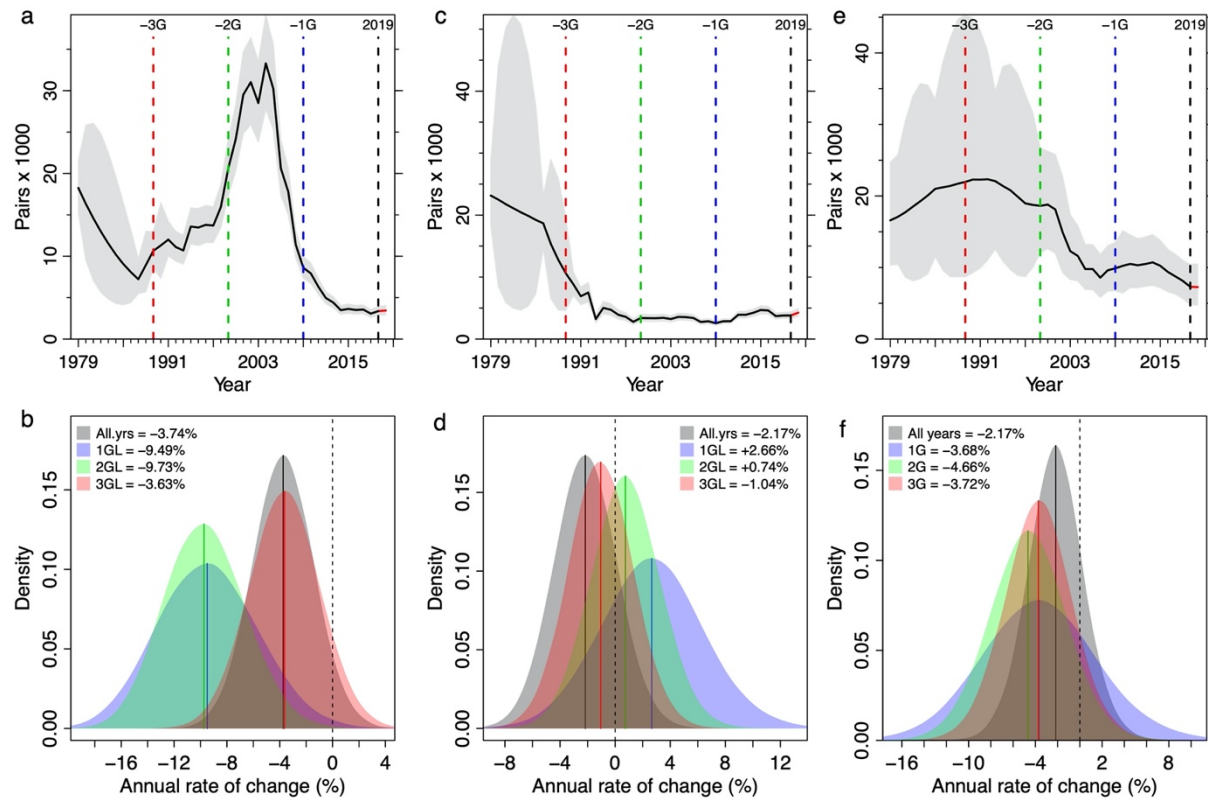 a
−3G
−2G
−1G
2019
Pairs x 1000
30
20
10
0
1979
1991
2003
2015
Year
c
−3G
−2G
−1G
2019
Pairs x 1000
40
20
0
1979
1991
2003
2015
Year
e
−3G
−2G
−1G
2019
Pairs x 1000
40
20
0
1979
1991
2003
2015
Year
b
All.yrs = −3.74%
1GL = −9.49%
2GL = −9.73%
3GL = −3.63%
Density
0.15
0.10
0.05
0.00
−16
−12
−8
−4
0
Annual rate of change (%)
d
All.yrs = −2.17%
1GL = +2.66%
2GL = +0.74%
3GL = −1.04%
Density
0.15
0.10
0.05
0.00
−8
−4
0
4
8
12
Annual rate of change (%)
f
All years = −2.17%
1G = −3.68%
2G = −4.66%
3G = −3.72%
Density
0.15
0.10
0.05
0.00
−16
−10
−4
2
8
Annual rate of change (%)